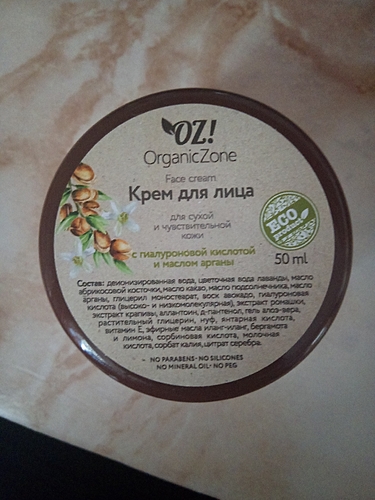 OZ!
OrganicZone
Face cream
Крем для лица
для сухой
и чувствительной
кожи
с гиалуроновой кислотой
и маслом арганы
ECO
product
50 ml
Состав: деионизированная вода, цветочная вода лаванды, масло
абрикосовой косточки, масло какао, масло подсолнечника, масло
арганы, глицерил моностеарат, воск авокадо, гиалуроновая
кислота (высоко- и низкомолекулярная), экстракт ромашки,
экстракт крапивы, аллантоин, д-пантенол, гель алоэ-вера,
растительный глицерин, нуф, янтарная кислота,
витамин Е, эфирные масла иланг-иланг, бергамота
и лимона, сорбиновая кислота, молочная
кислота, сорбат калия, цитрат серебра.
- NO PARABENS- NO SILICONES
NO MINERAL OIL- NO PEG